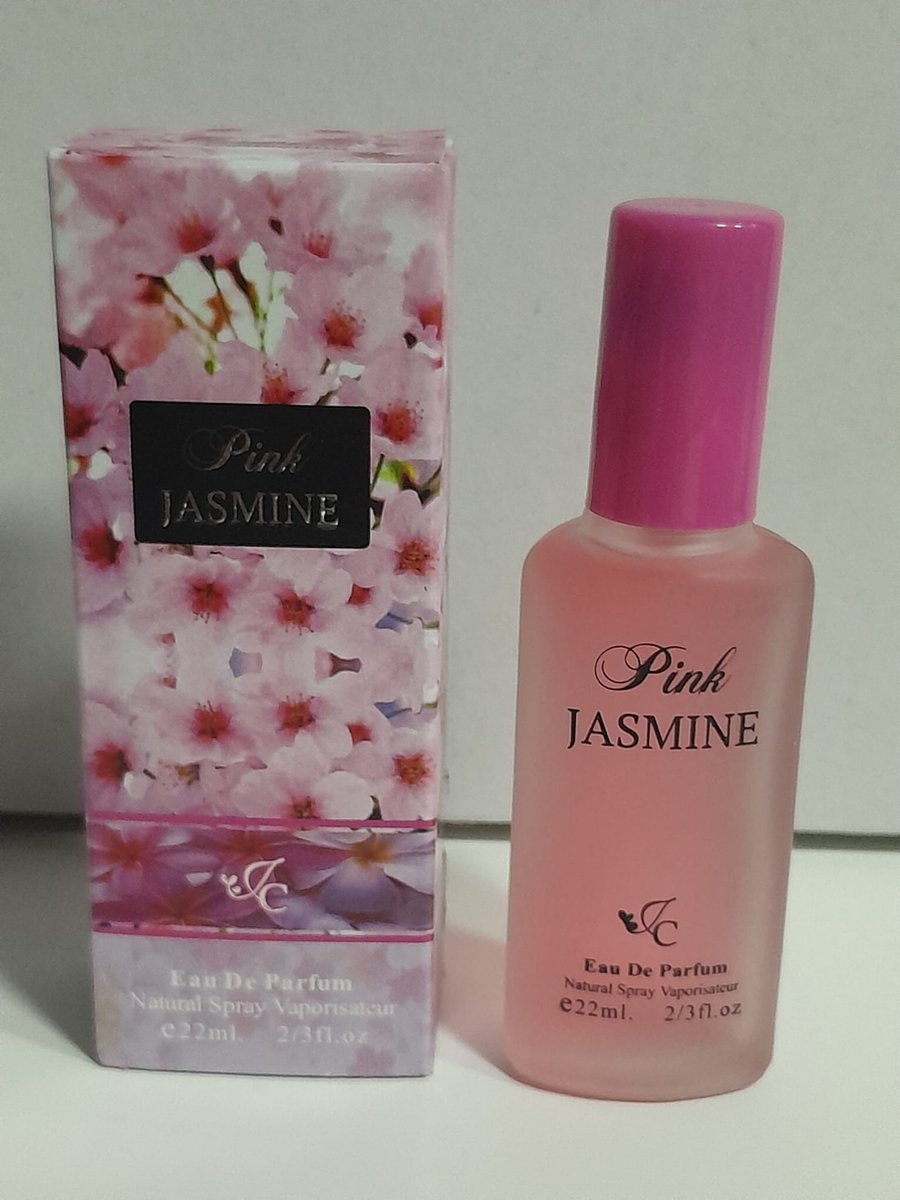 Pink
JASMINE
JC
Eau De Parfum
Natural Spray Vaporisateur
e22ml. 2/3fl.oz
Pink
JASMINE
JC
Eau De Parfum
Natural Spray Vaporisateur
e22ml. 2/3fl.oz